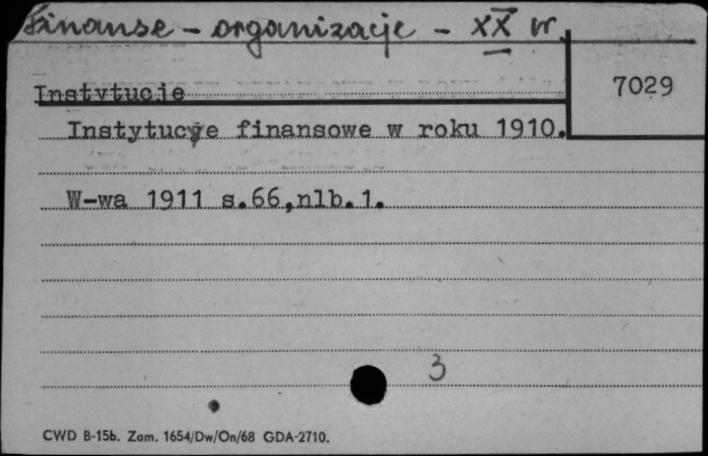 Finanse - organizacje - XX w.
7029
Instytucje
Instytucje finansowe w roku 1910.
W-wa 1911 s.66,nlb.1.
3
CWD B-15b. Zam. 1654/Dw/On/68 GDA-2710.